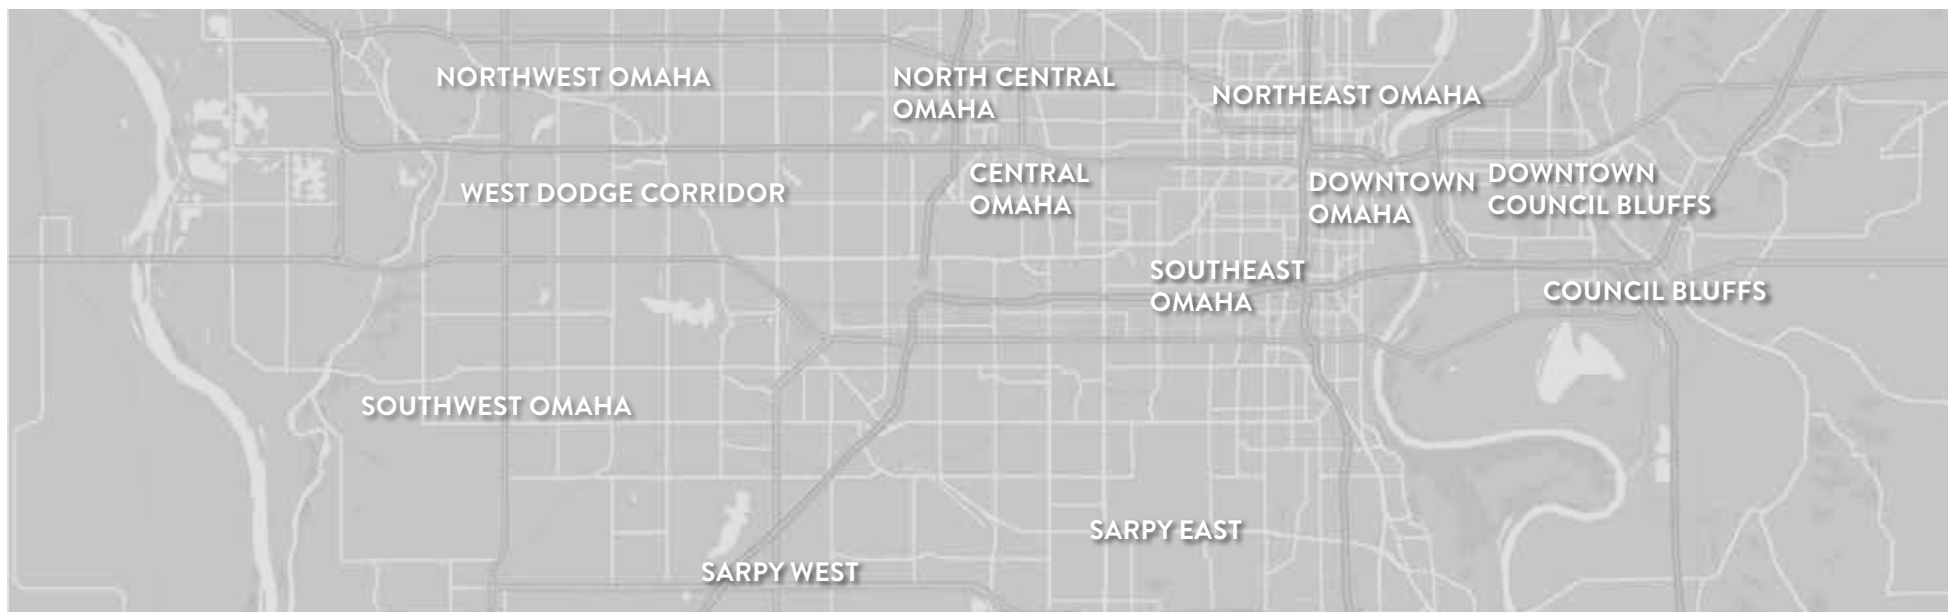 NORTHWEST OMAHA
NORTH CENTRAL
OMAHA
NORTHEAST OMAHA
WEST DODGE CORRIDOR
CENTRAL
OMAHA
DOWNTOWN
OMAHA
DOWNTOWN
COUNCIL BLUFFS
SOUTHEAST
OMAHA
COUNCIL BLUFFS
SOUTHWEST OMAHA
SARPY EAST
SARPY WEST